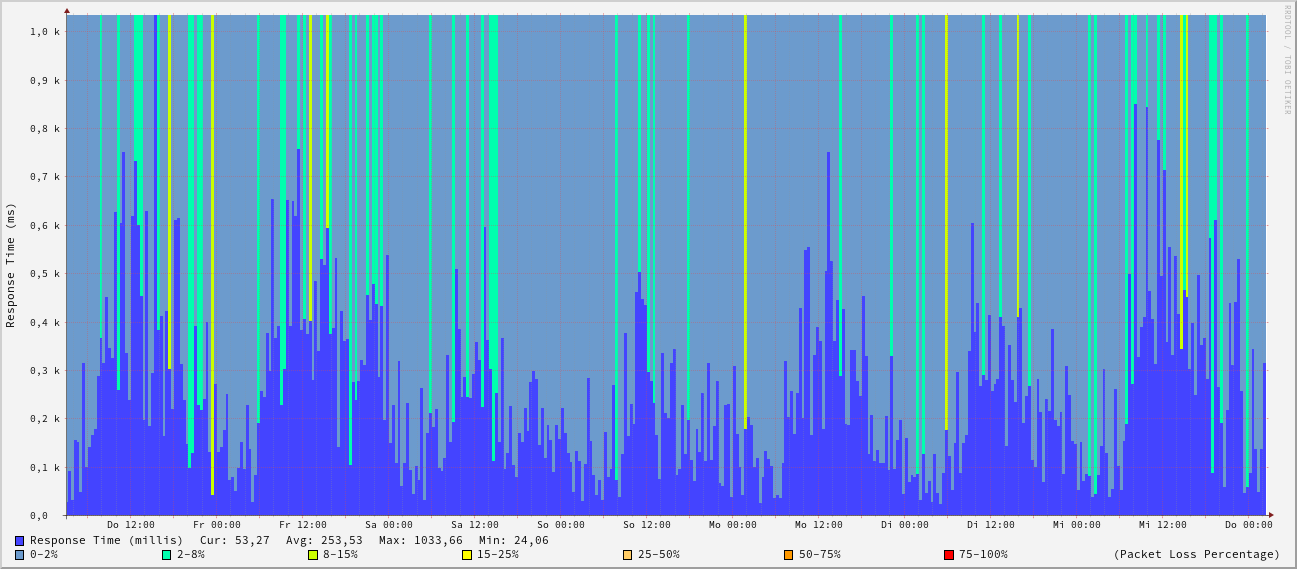 RRDTOOL / TOBI OETIKER
Response Time (ms)
1,0 k
0,9 k
0,8 k
0,7 k
0,6 k
0,5 k
0,4 k
0,3 k
0,2 k
0,1 k
0,0
Do 12:00 Fr 00:00 Fr 12:00 Sa 00:00 Sa 12:00 So 00:00 So 12:00 Mo 00:00 Mo 12:00 Di 00:00 Di 12:00 Mi 00:00 Mi 12:00 Do 00:00
Response Time (millis) Cur: 53,27 Avg: 253,53 Max: 1033,66 Min: 24,06
0-2% 2-8% 8-15% 15-25% 25-50% 50-75% 75-100% (Packet Loss Percentage)